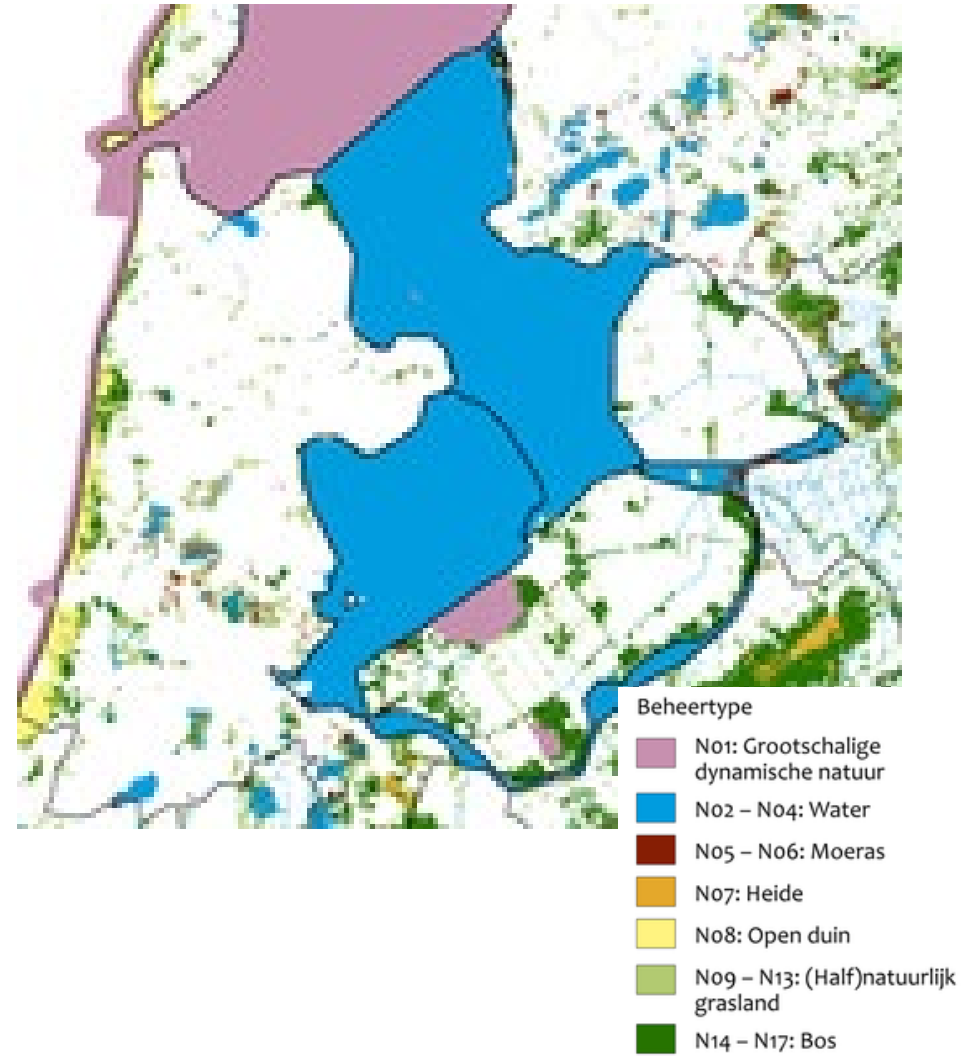 Beheertype
N01: Grootschalige
dynamische natuur
N02 – N04: Water
N05 – N06: Moeras
N07: Heide
N08: Open duin
N09 – N13: (Half)natuurlijk
grasland
N14 – N17: Bos